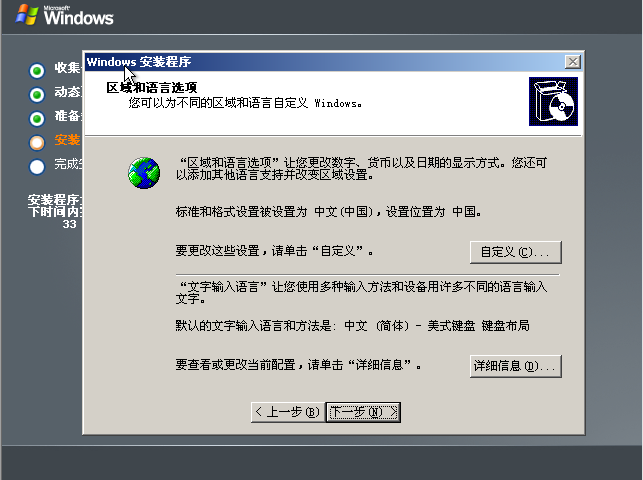 Microsoft
Windows
收集
动态
准备
安装
完成
安装程序
下时间内
33
Windows 安装程序
区域和语言选项
您可以为不同的区域和语言自定义 Windows。
“区域和语言选项”让您更改数字、货币以及日期的显示方式。您还可
以添加其他语言支持并改变区域设置。
标准和格式设置被设置为 中文(中国)，设置位置为 中国。
要更改这些设置，请单击“自定义”。
自定义(C)...
“文字输入语言”让您使用多种输入方法和设备用许多不同的语言输入
文字。
默认的文字输入语言和方法是: 中文 (简体) - 美式键盘 键盘布局
要查看或更改当前配置，请单击“详细信息”。
详细信息(D)...
< 上一步(B)
下一步(N) >